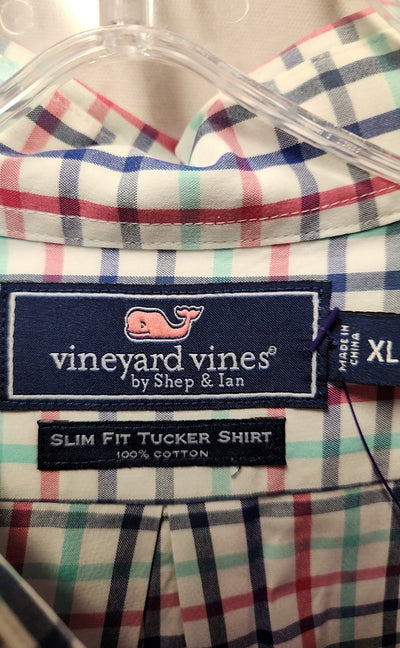 vineyard vines®
by Shep & Ian
MADE IN
CHINA
XL
SLIM FIT TUCKER SHIRT
100% COTTON